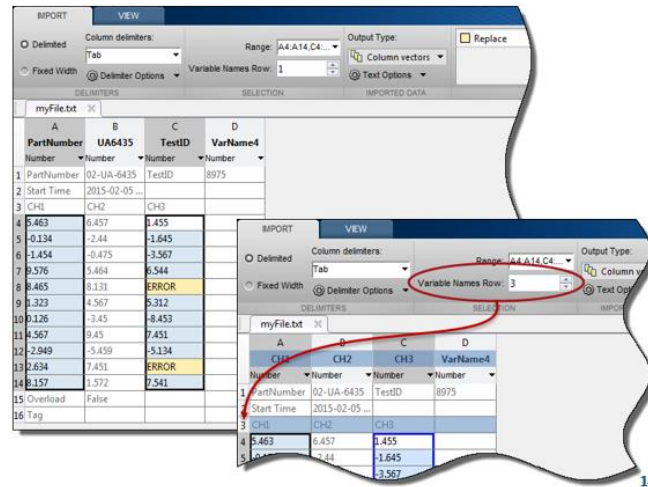 IMPORT VIEW
Delimited Column delimiters: Range: A4:A14,C4:... Output Type: Replace
Tab Column vectors
Fixed Width Delimiter Options Variable Names Row: 1 Text Options
DELIMITERS SELECTION IMPORTED DATA
myFile.txt
A B C D
PartNumber UA6435 TestID VarName4
Number Number Number Number
1 PartNumber 02-UA-6435 TestID 8975
2 Start Time 2015-02-05 ...
3 CH1 CH2 CH3
4 5.463 6.457 1.455
5 -0.134 -2.44 -1.645
6 -1.454 -0.475 -3.567
7 9.576 5.464 6.544
8 8.465 8.131 ERROR
9 1.323 4.567 5.312
10 0.126 -3.45 -8.453
11 4.567 9.45 7.451
12 -2.949 -5.459 -5.134
13 2.634 7.451 ERROR
14 8.157 1.572 7.541
15 Overload False
16 Tag
IMPORT VIEW
Delimited Column delimiters: Range: A4:A14,C4:... Output Type:
Tab Column
Fixed Width Delimiter Options Variable Names Row: 3 Text
DELIMITERS SELECTION
myFile.txt
A B C D
CH1 CH2 CH3 VarName4
Number Number Number Number
1 PartNumber 02-UA-6435 TestID 8975
Start Time 2015-02-05 ...
3 CH1 CH2 CH3
4 5.463 6.457 1.455
5 -2.44 -1.645
-3.567